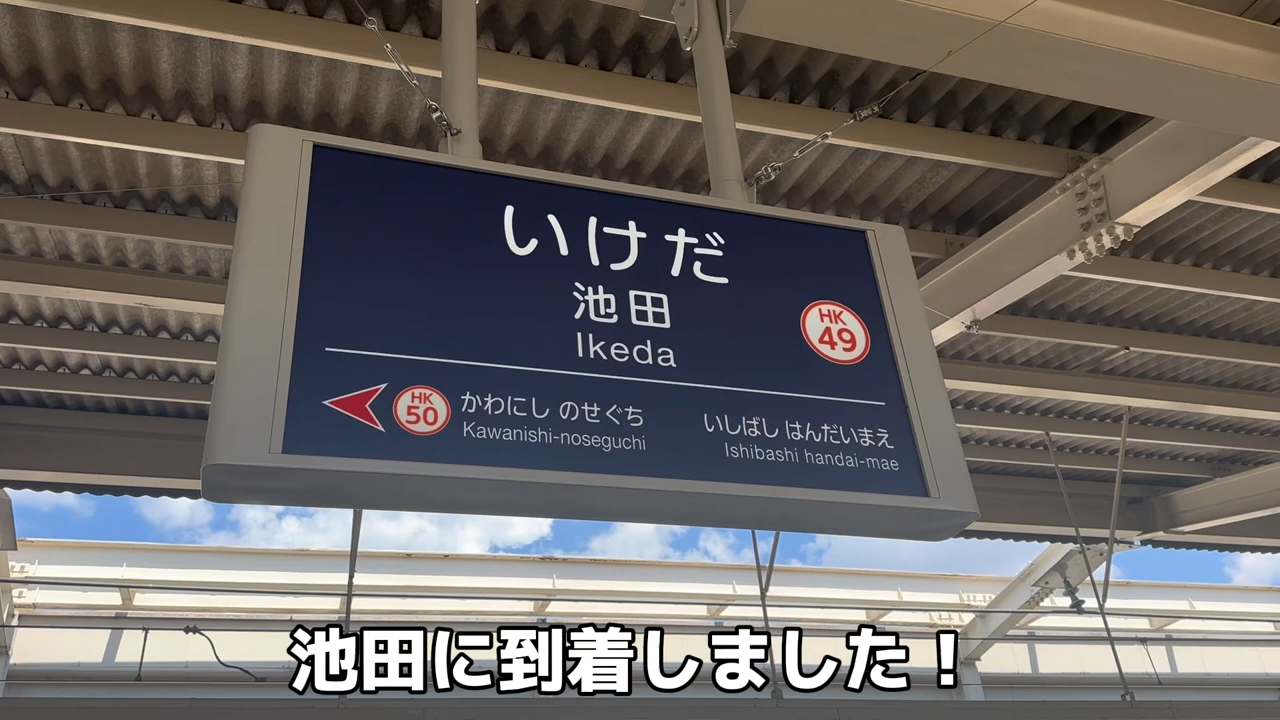 いけだ
池田
Ikeda
HK
49
HK
50
かわにし のせぐち
Kawanishi-noseguchi
いしばし はんだいまえ
Ishibashi handai-mae
池田に到着しました！